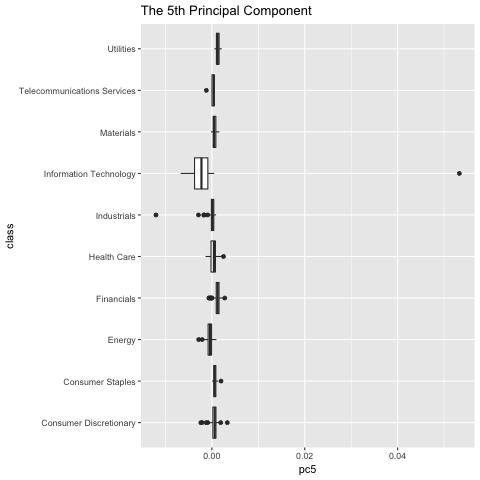 The 5th Principal Component
Utilities
Telecommunications Services
Materials
Information Technology
Industrials
Health Care
Financials
Energy
Consumer Staples
Consumer Discretionary
class
0.00 0.02 0.04
pc5